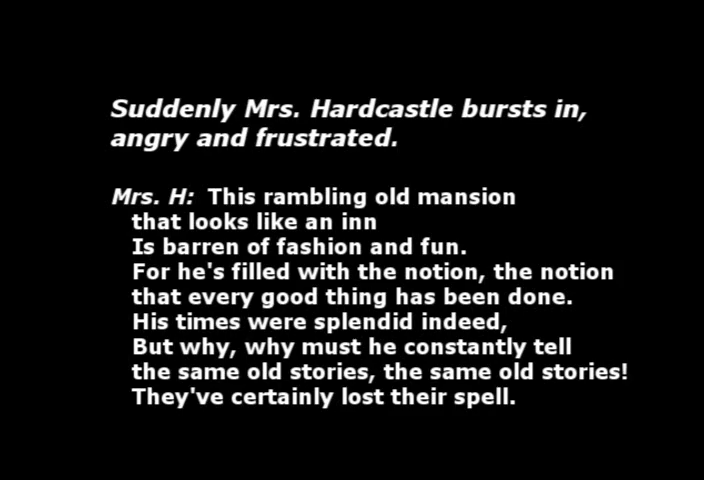 Suddenly Mrs. Hardcastle bursts in,
angry and frustrated.
Mrs. H: This rambling old mansion
that looks like an inn
Is barren of fashion and fun.
For he's filled with the notion, the notion
that every good thing has been done.
His times were splendid indeed,
But why, why must he constantly tell
the same old stories, the same old stories!
They've certainly lost their spell.